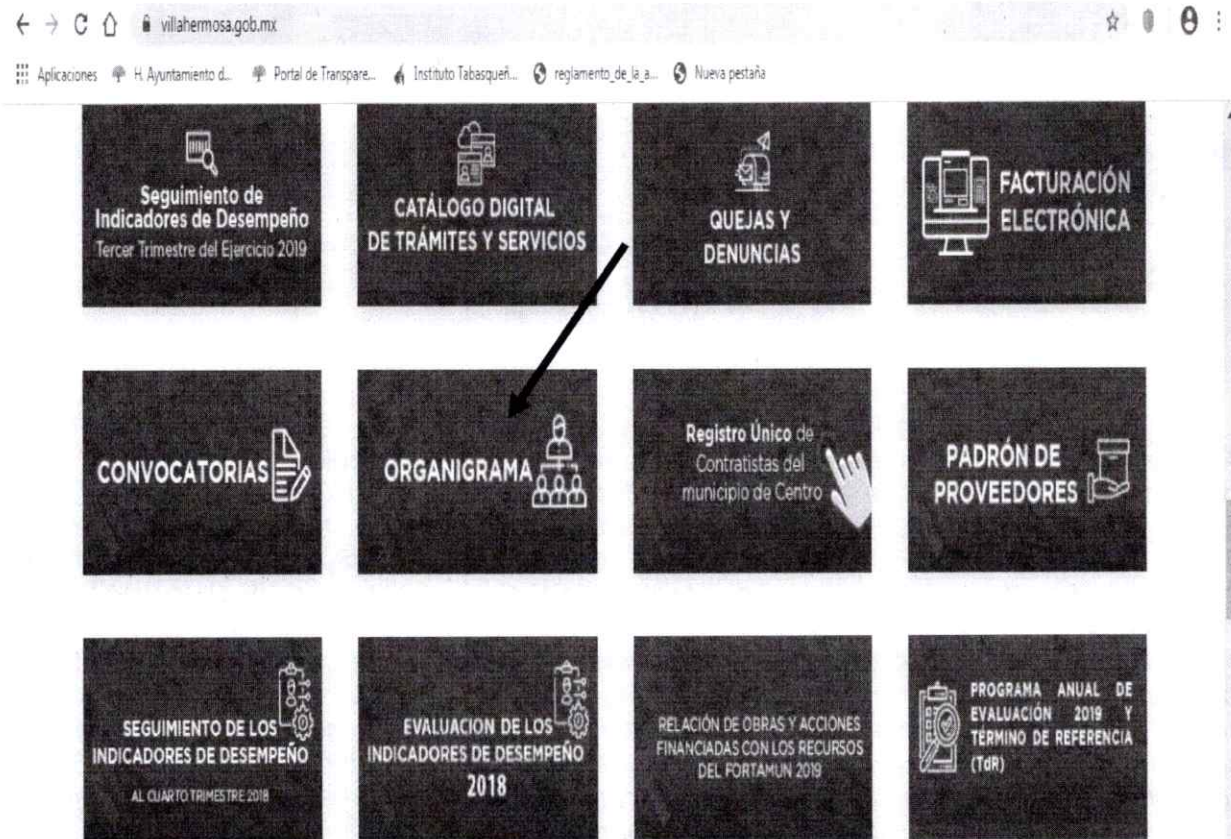 villahermosa.gob.mx
Aplicaciones H. Ayuntamiento d... Portal de Transpare... Instituto Tabasqueñ... reglamento_de_la_a... Nueva pestaña
Seguimiento de
Indicadores de Desempeño
Tercer Trimestre del Ejercicio 2019
CATÁLOGO DIGITAL
DE TRÁMITES Y SERVICIOS
QUEJAS Y
DENUNCIAS
FACTURACIÓN
ELECTRÓNICA
CONVOCATORIAS
ORGANIGRAMA
Registro Único de
Contratistas del
municipio de Centro
PADRÓN DE
PROVEEDORES
SEGUIMIENTO DE LOS
INDICADORES DE DESEMPEÑO
AL CUARTO TRIMESTRE 2018
EVALUACION DE LOS
INDICADORES DE DESEMPEÑO
2018
RELACIÓN DE OBRAS Y ACCIONES
FINANCIADAS CON LOS RECURSOS
DEL FORTAMUN 2019
PROGRAMA ANUAL DE
EVALUACIÓN 2019 Y
TÉRMINO DE REFERENCIA
(TdR)